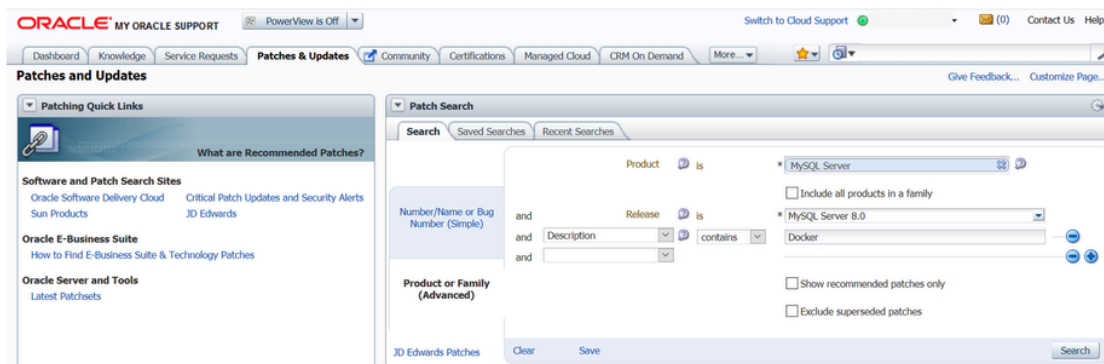 ORACLE MY ORACLE SUPPORT PowerView is Off Switch to Cloud Support (0) Contact Us Help
Dashboard Knowledge Service Requests Patches & Updates Community Certifications Managed Cloud CRM On Demand More...
Patches and Updates Give Feedback... Customize Page...
Patching Quick Links
What are Recommended Patches?
Software and Patch Search Sites
Oracle Software Delivery Cloud Critical Patch Updates and Security Alerts
Sun Products JD Edwards
Oracle E-Business Suite
How to Find E-Business Suite & Technology Patches
Oracle Server and Tools
Latest Patchsets
Patch Search
Search Saved Searches Recent Searches
Number/Name or Bug
Number (Simple)
Product or Family
(Advanced)
JD Edwards Patches
Product is * MySQL Server
Include all products in a family
and Release is * MySQL Server 8.0
and Description contains Docker
and
Show recommended patches only
Exclude superseded patches
Clear Save Search